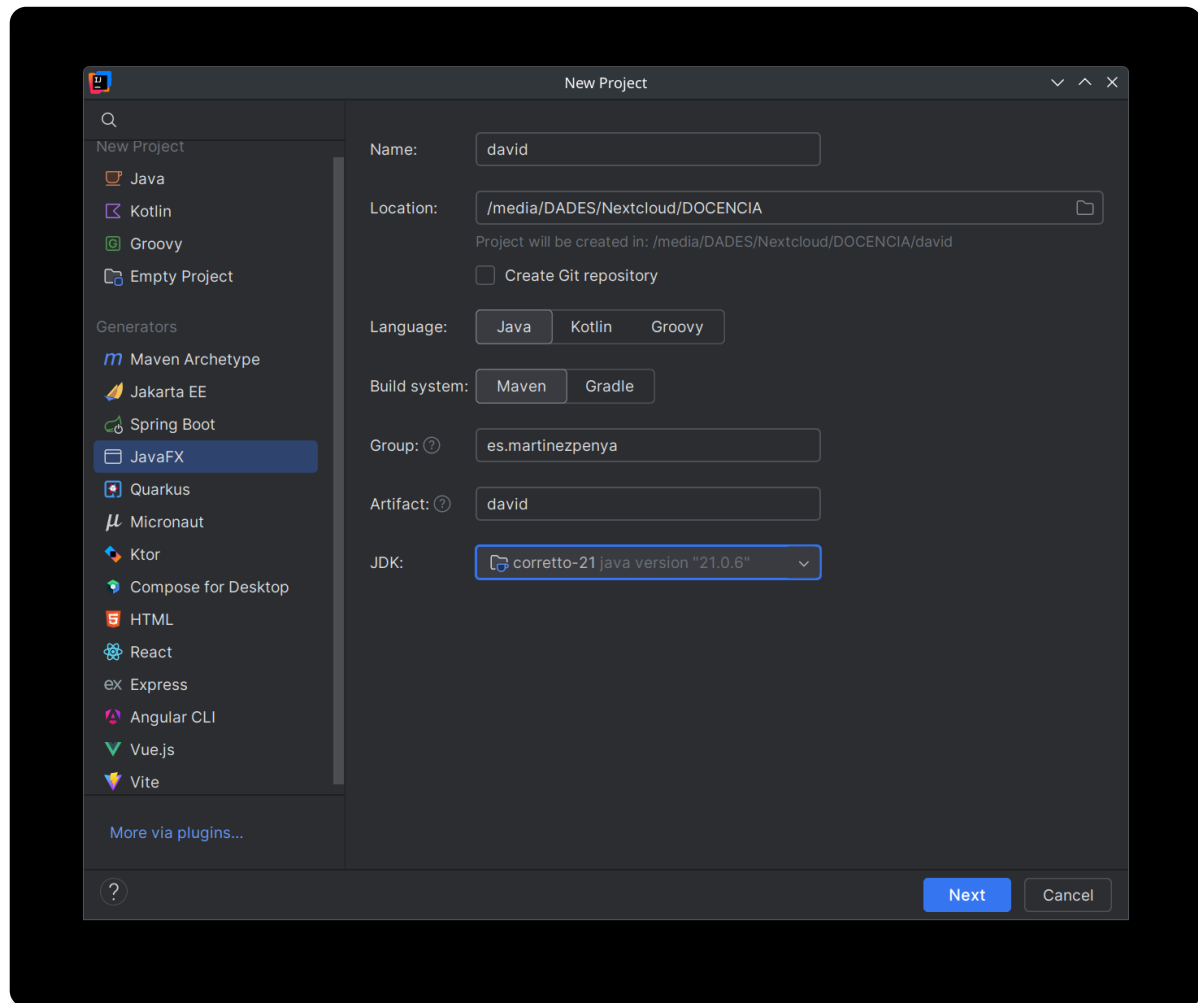 New Project
New Project
Java
Kotlin
Groovy
Empty Project
Generators
Maven Archetype
Jakarta EE
Spring Boot
JavaFX
Quarkus
Micronaut
Ktor
Compose for Desktop
HTML
React
ex Express
Angular CLI
Vue.js
Vite
More via plugins...
Name: david
Location: /media/DADES/Nextcloud/DOCENCIA
Project will be created in: /media/DADES/Nextcloud/DOCENCIA/david
Create Git repository
Language: Java Kotlin Groovy
Build system: Maven Gradle
Group: ? es.martinezpenya
Artifact: ? david
JDK: corretto-21 java version "21.0.6"
? Next Cancel